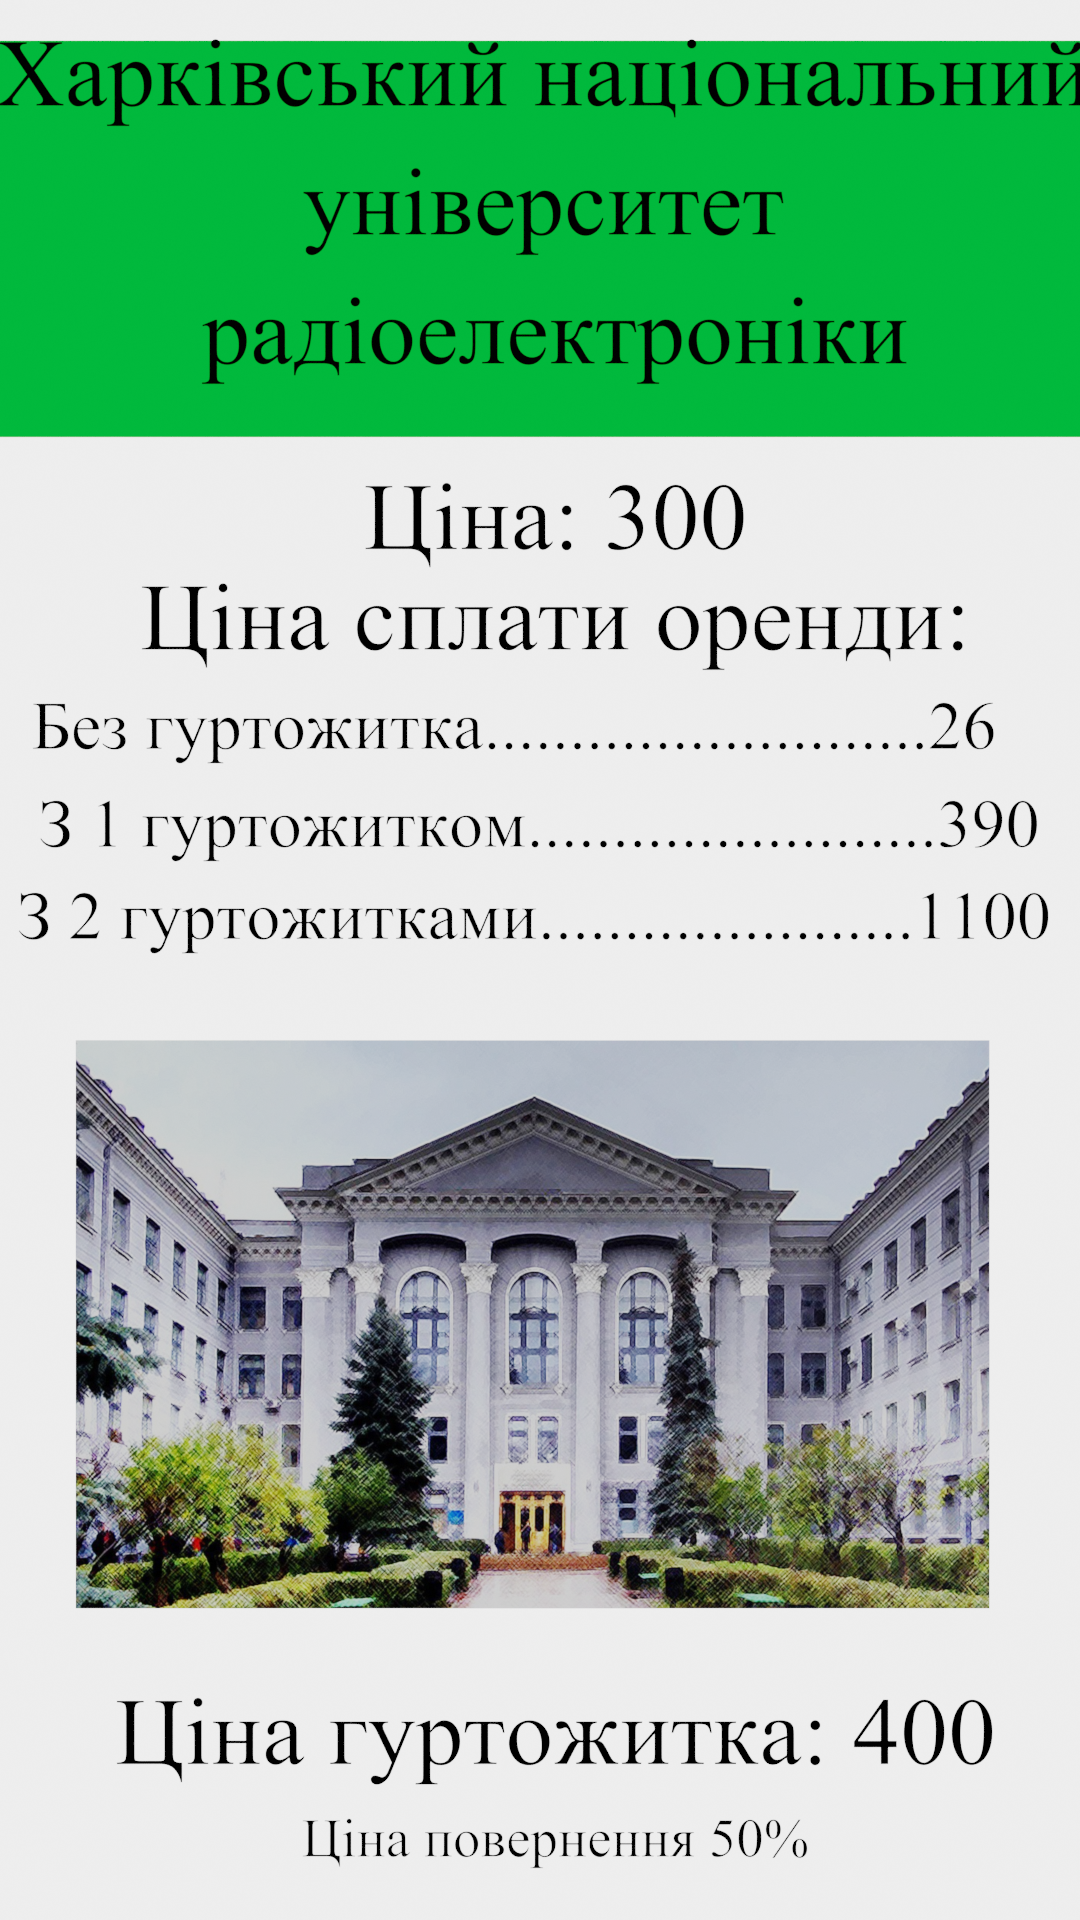 Харківський національний
університет
радіоелектроніки
Ціна: 300
Ціна сплати оренди:
Без гуртожитка..........................26
З 1 гуртожитком........................390
З 2 гуртожитками......................1100
Ціна гуртожитка: 400
Ціна повернення 50%